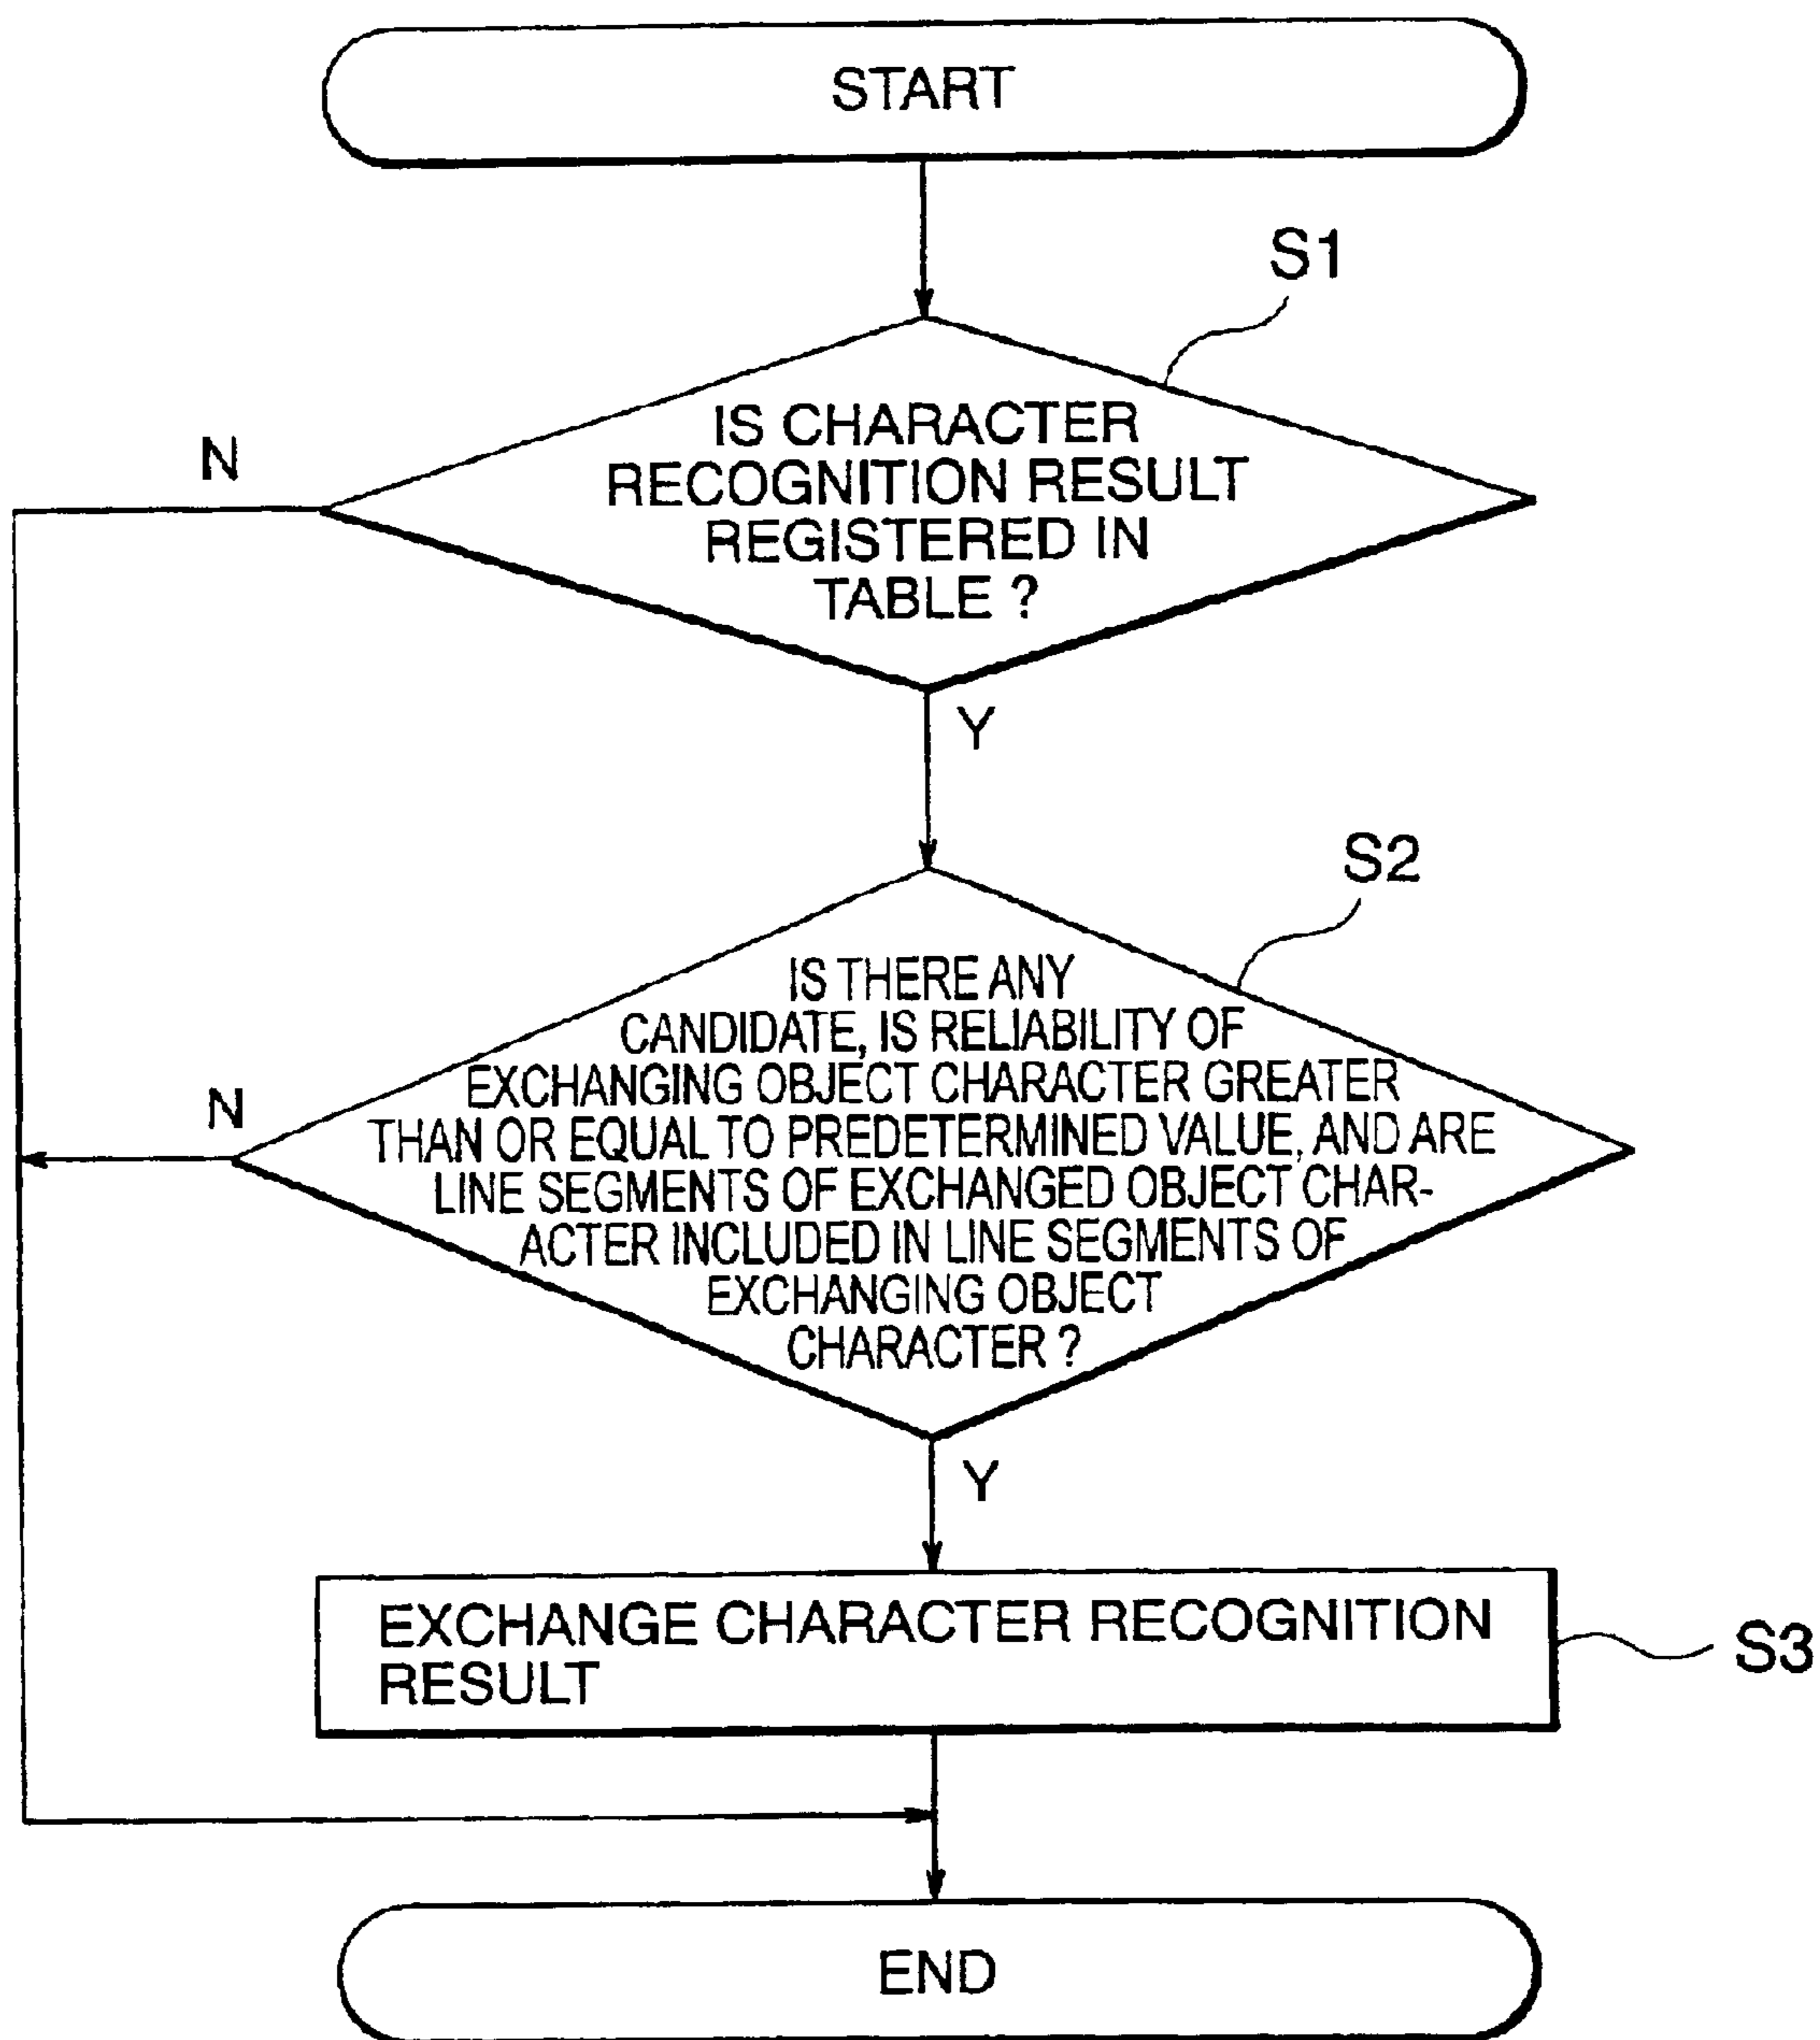 START
S1
IS CHARACTER
RECOGNITION RESULT
REGISTERED IN
TABLE ?
N
Y
S2
IS THERE ANY
CANDIDATE, IS RELIABILITY OF
EXCHANGING OBJECT CHARACTER GREATER
THAN OR EQUAL TO PREDETERMINED VALUE, AND ARE
LINE SEGMENTS OF EXCHANGED OBJECT CHAR-
ACTER INCLUDED IN LINE SEGMENTS OF
EXCHANGING OBJECT
CHARACTER ?
N
Y
EXCHANGE CHARACTER RECOGNITION
RESULT
S3
END